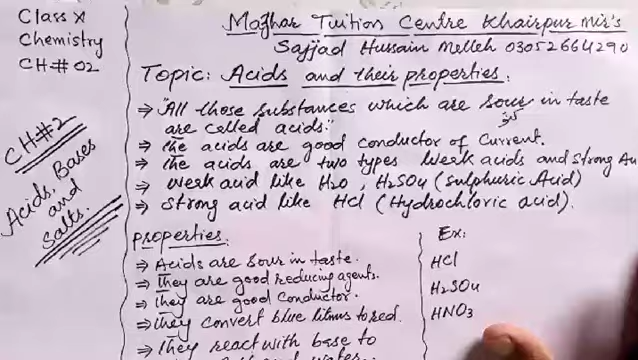 Class X
Chemistry
CH# 02
Mazhar Tuition Centre Khairpur mir's
Sajjad Hussain Melleh 03052664290
Topic: Acids and their properties.
⇒ "All those substances which are sour in taste
are called acids."
⇒ The acids are good conductor of Current.
⇒ The acids are two types Weak acids and strong
⇒ Weak acid like H2O, H2SO4 (Sulphuric Acid)
⇒ Strong acid like HCl (Hydrochloric acid).
CH#2
Acids, Bases
and
Salts.
properties.
⇒ Acids are sour in taste.
⇒ They are good reducing agents.
⇒ They are good conductor.
⇒ They convert blue litmus to red.
⇒ They react with base to
Ex:
HCl
H2SO4
HNO3